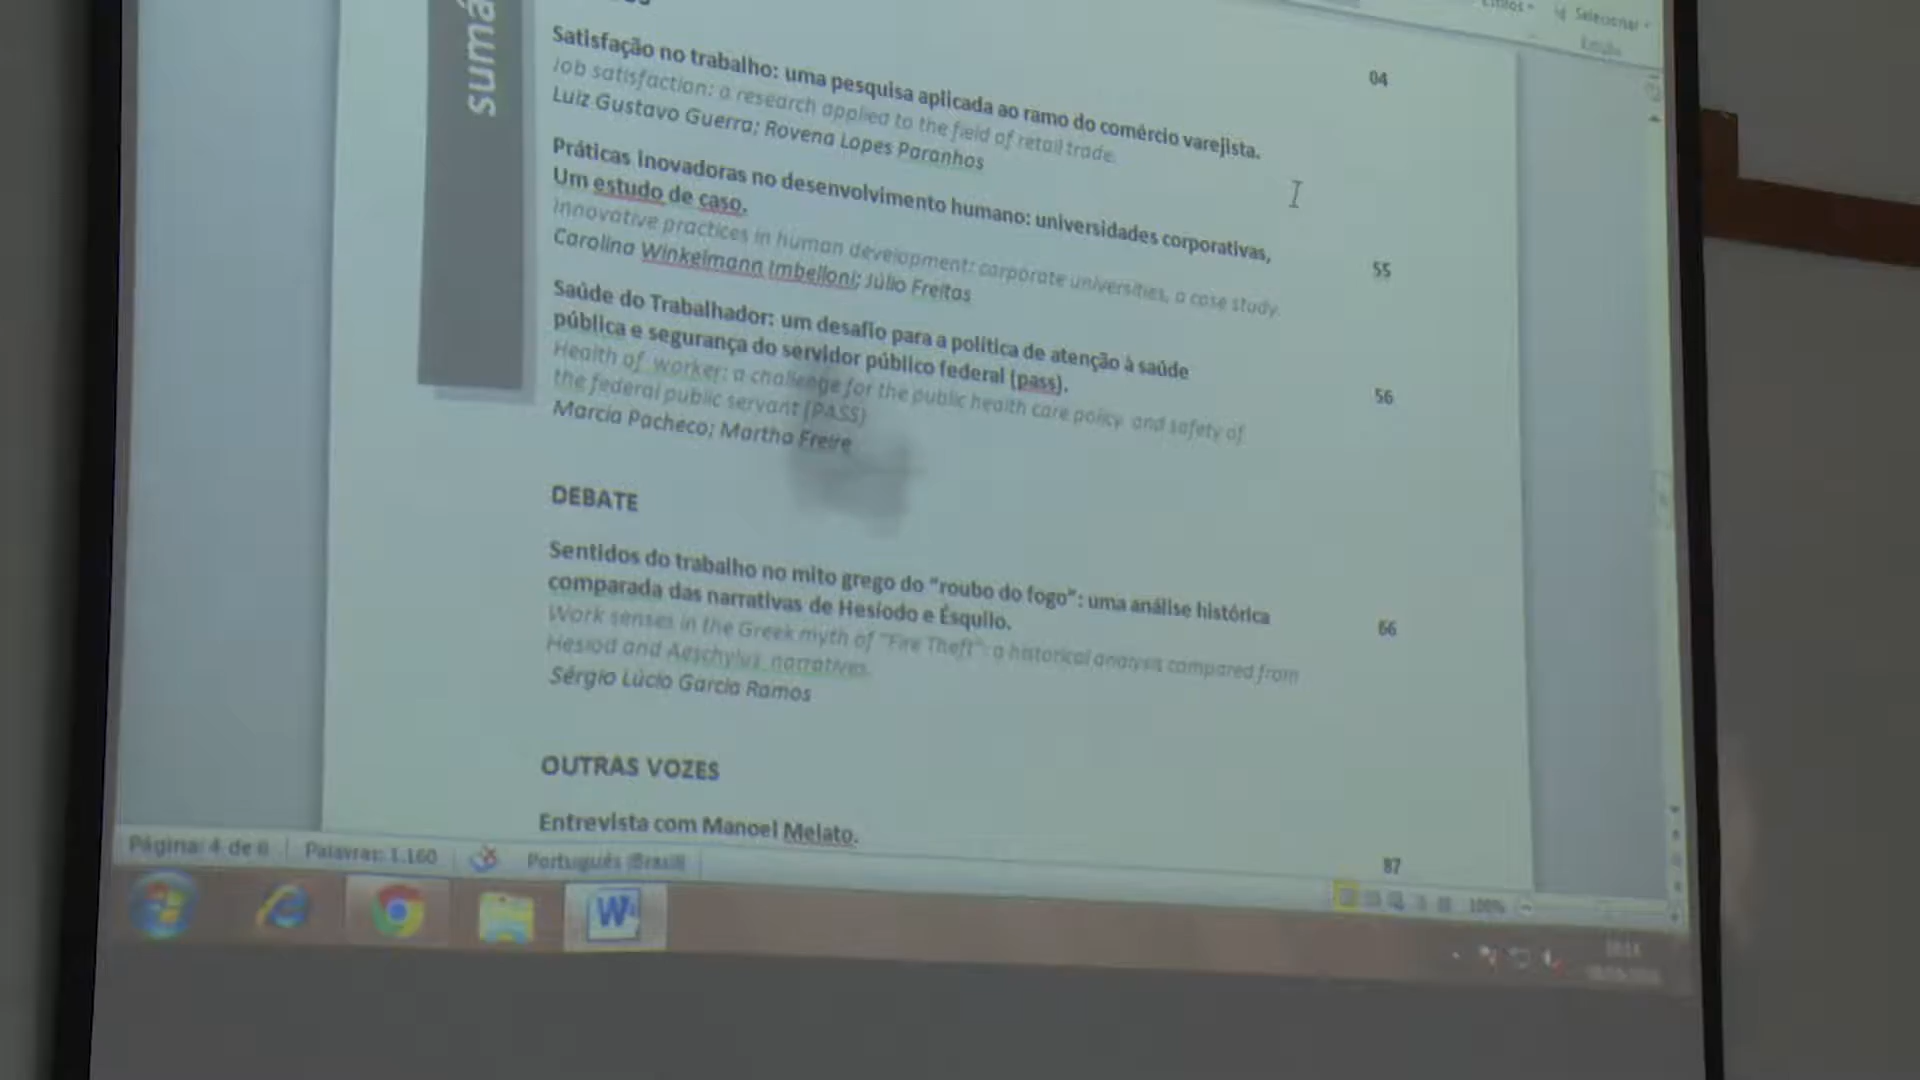 Selecionar
sumá
Satisfação no trabalho: uma pesquisa aplicada ao ramo do comércio varejista.
04
Job satisfaction: a research applied to the field of retail trade.
Luiz Gustavo Guerra; Rovena Lopes Paranhos
Práticas inovadoras no desenvolvimento humano: universidades corporativas,
Um estudo de caso.
55
Innovative practices in human development: corporate universities, a case study.
Carolina Winkelmann Imbelloni; Júlio Freitas
Saúde do Trabalhador: um desafio para a política de atenção à saúde
pública e segurança do servidor público federal (pass).
56
Health of worker: a challenge for the public health care policy and safety of
the federal public servant (PASS)
Marcia Pacheco; Martha Freire
DEBATE
Sentidos do trabalho no mito grego do "roubo do fogo": uma análise histórica
comparada das narrativas de Hesíodo e Ésquilo.
66
Work senses in the Greek myth of "Fire Theft": a historical analysis compared from
Hesiod and Aeschylus narratives.
Sérgio Lúcio Garcia Ramos
OUTRAS VOZES
Entrevista com Manoel Melato.
87
Página: 4 de 6
Palavras: 1.160
Português (Brasil)
100%